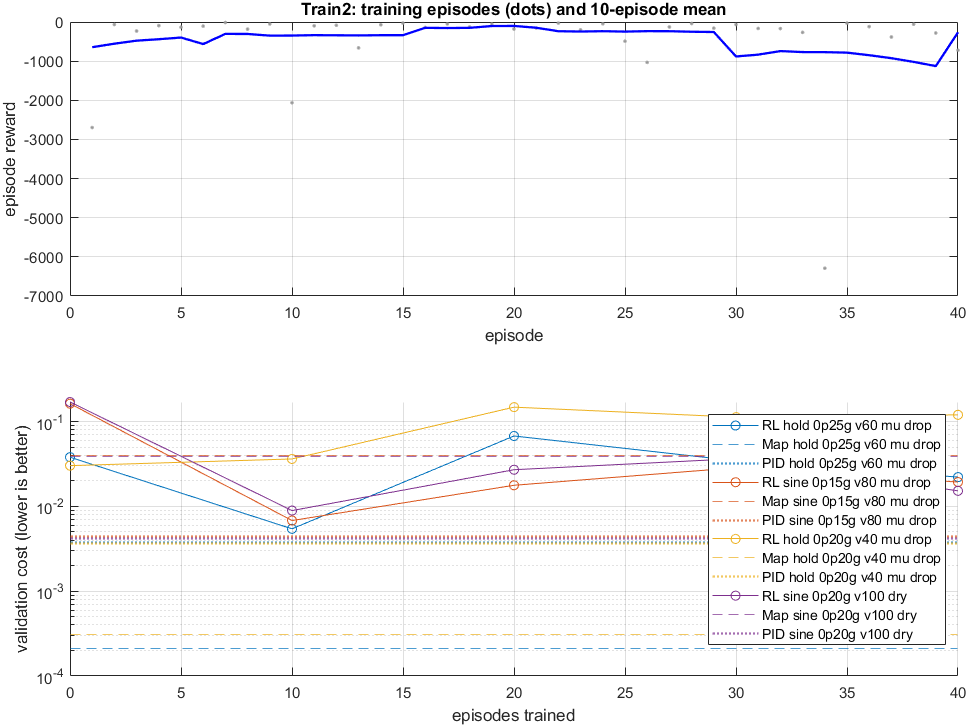 Train2: training episodes (dots) and 10-episode mean
episode reward
0
-1000
-2000
-3000
-4000
-5000
-6000
-7000
0 5 10 15 20 25 30 35 40
episode
validation cost (lower is better)
10^-1
10^-2
10^-3
10^-4
RL hold 0p25g v60 mu drop
Map hold 0p25g v60 mu drop
PID hold 0p25g v60 mu drop
RL sine 0p15g v80 mu drop
Map sine 0p15g v80 mu drop
PID sine 0p15g v80 mu drop
RL hold 0p20g v40 mu drop
Map hold 0p20g v40 mu drop
PID hold 0p20g v40 mu drop
RL sine 0p20g v100 dry
Map sine 0p20g v100 dry
PID sine 0p20g v100 dry
0 5 10 15 20 25 30 35 40
episodes trained